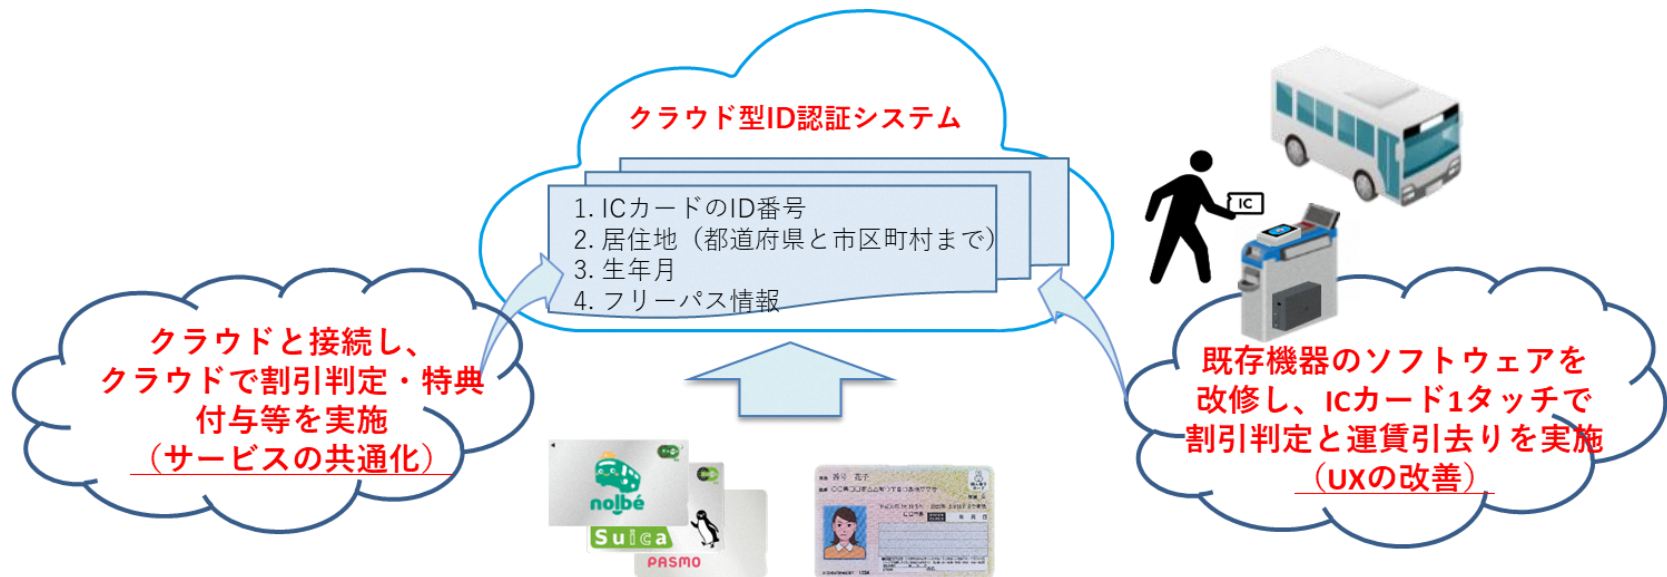 クラウド型ID認証システム
1. ICカードのID番号
2. 居住地（都道府県と市区町村まで）
3. 生年月
4. フリーパス情報
IC
クラウドと接続し、
クラウドで割引判定・特典
付与等を実施
（サービスの共通化）
既存機器のソフトウェアを
改修し、ICカード1タッチで
割引判定と運賃引去りを実施
（UXの改善）
nolbé
Suica
PASMO
番号 花子